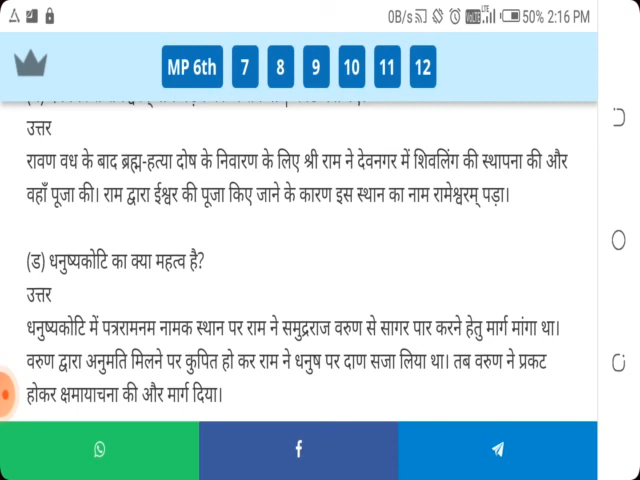 0B/s VoLTE LTE 50% 2:16 PM
MP 6th 7 8 9 10 11 12
उत्तर
रावण वध के बाद ब्रह्म-हत्या दोष के निवारण के लिए श्री राम ने देवनगर में शिवलिंग की स्थापना की और
वहाँ पूजा की। राम द्वारा ईश्वर की पूजा किए जाने के कारण इस स्थान का नाम रामेश्वरम् पड़ा।
(ड) धनुष्यकोटि का क्या महत्व है?
उत्तर
धनुष्यकोटि में पत्ररामनम नामक स्थान पर राम ने समुद्रराज वरुण से सागर पार करने हेतु मार्ग मांगा था।
वरुण द्वारा अनुमति मिलने पर कुपित हो कर राम ने धनुष पर दाण सजा लिया था। तब वरुण ने प्रकट
होकर क्षमायाचना की और मार्ग दिया।